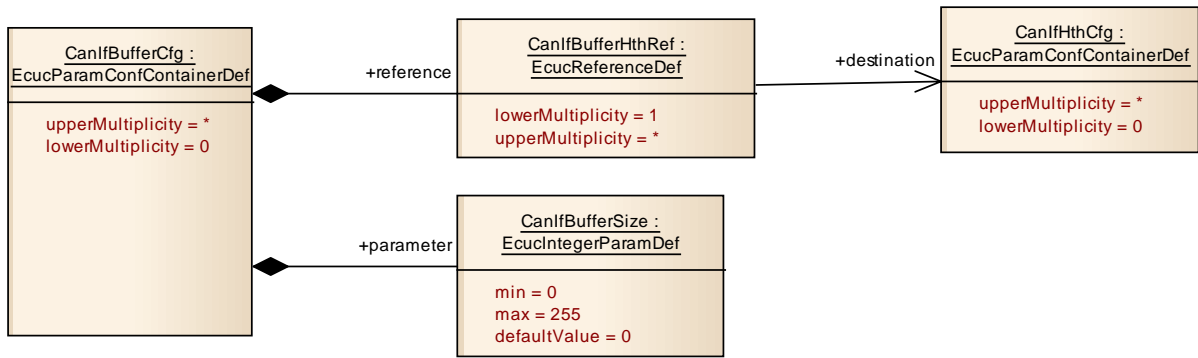 CanIfBufferCfg :
EcucParamConfContainerDef
upperMultiplicity = *
lowerMultiplicity = 0
+reference
CanIfBufferHthRef :
EcucReferenceDef
lowerMultiplicity = 1
upperMultiplicity = *
+destination
CanIfHthCfg :
EcucParamConfContainerDef
upperMultiplicity = *
lowerMultiplicity = 0
+parameter
CanIfBufferSize :
EcucIntegerParamDef
min = 0
max = 255
defaultValue = 0